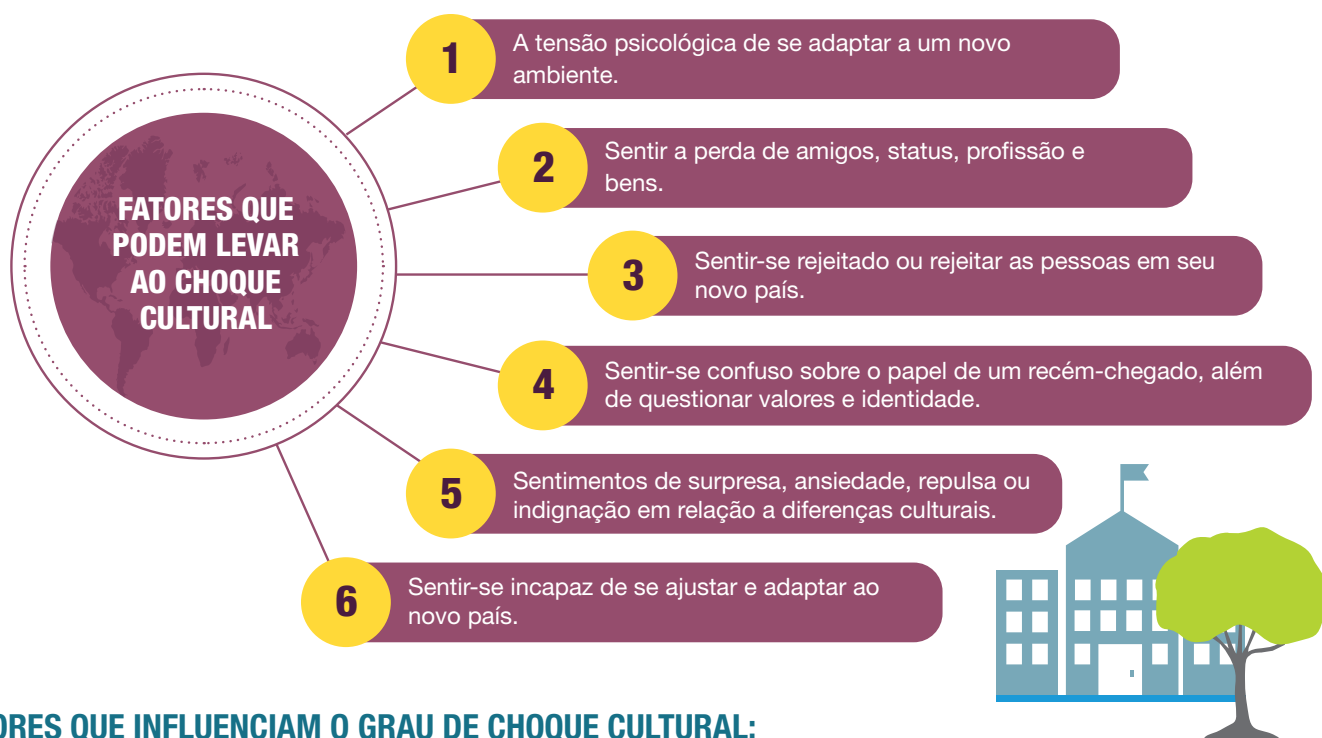 FATORES QUE
PODEM LEVAR
AO CHOQUE
CULTURAL
1
A tensão psicológica de se adaptar a um novo
ambiente.
2
Sentir a perda de amigos, status, profissão e
bens.
3
Sentir-se rejeitado ou rejeitar as pessoas em seu
novo país.
4
Sentir-se confuso sobre o papel de um recém-chegado, além
de questionar valores e identidade.
5
Sentimentos de surpresa, ansiedade, repulsa ou
indignação em relação a diferenças culturais.
6
Sentir-se incapaz de se ajustar e adaptar ao
novo país.
ORES QUE INFLUENCIAM O GRAU DE CHOQUE CULTURAL: